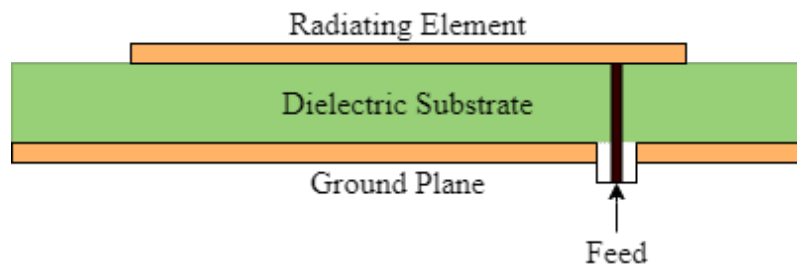 Radiating Element
Dielectric Substrate
Ground Plane
Feed